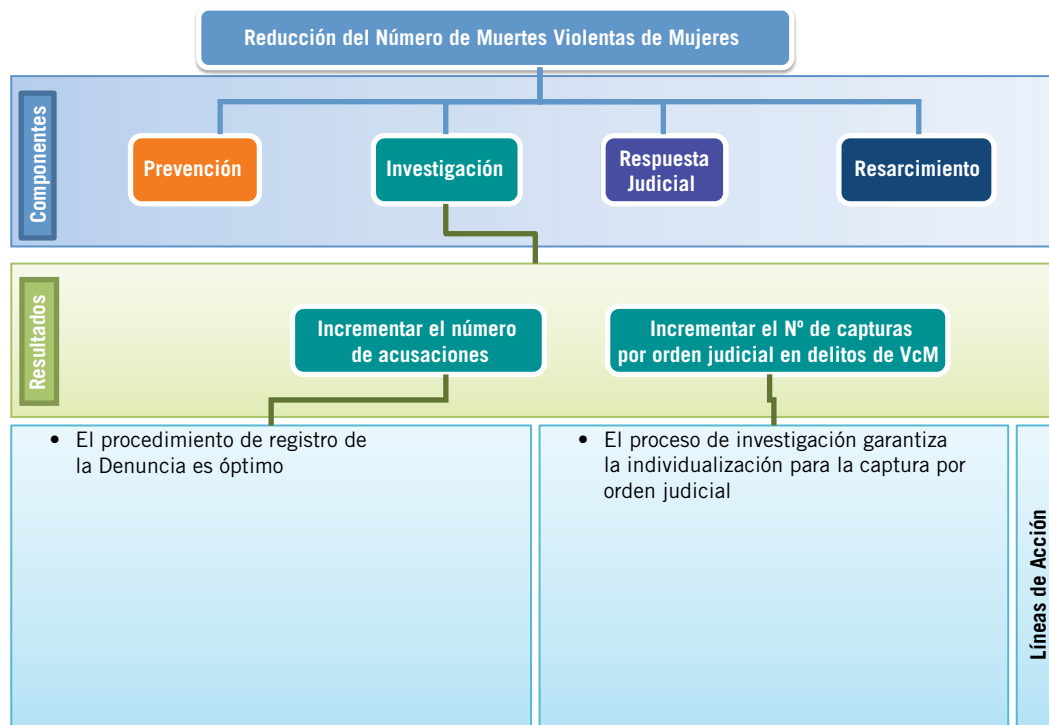 Reducción del Número de Muertes Violentas de Mujeres
Componentes
Prevención
Investigación
Respuesta
Judicial
Resarcimiento
Resultados
Incrementar el número
de acusaciones
Incrementar el Nº de capturas
por orden judicial en delitos de VcM
• El procedimiento de registro de
la Denuncia es óptimo
• El proceso de investigación garantiza
la individualización para la captura por
orden judicial
Líneas de Acción